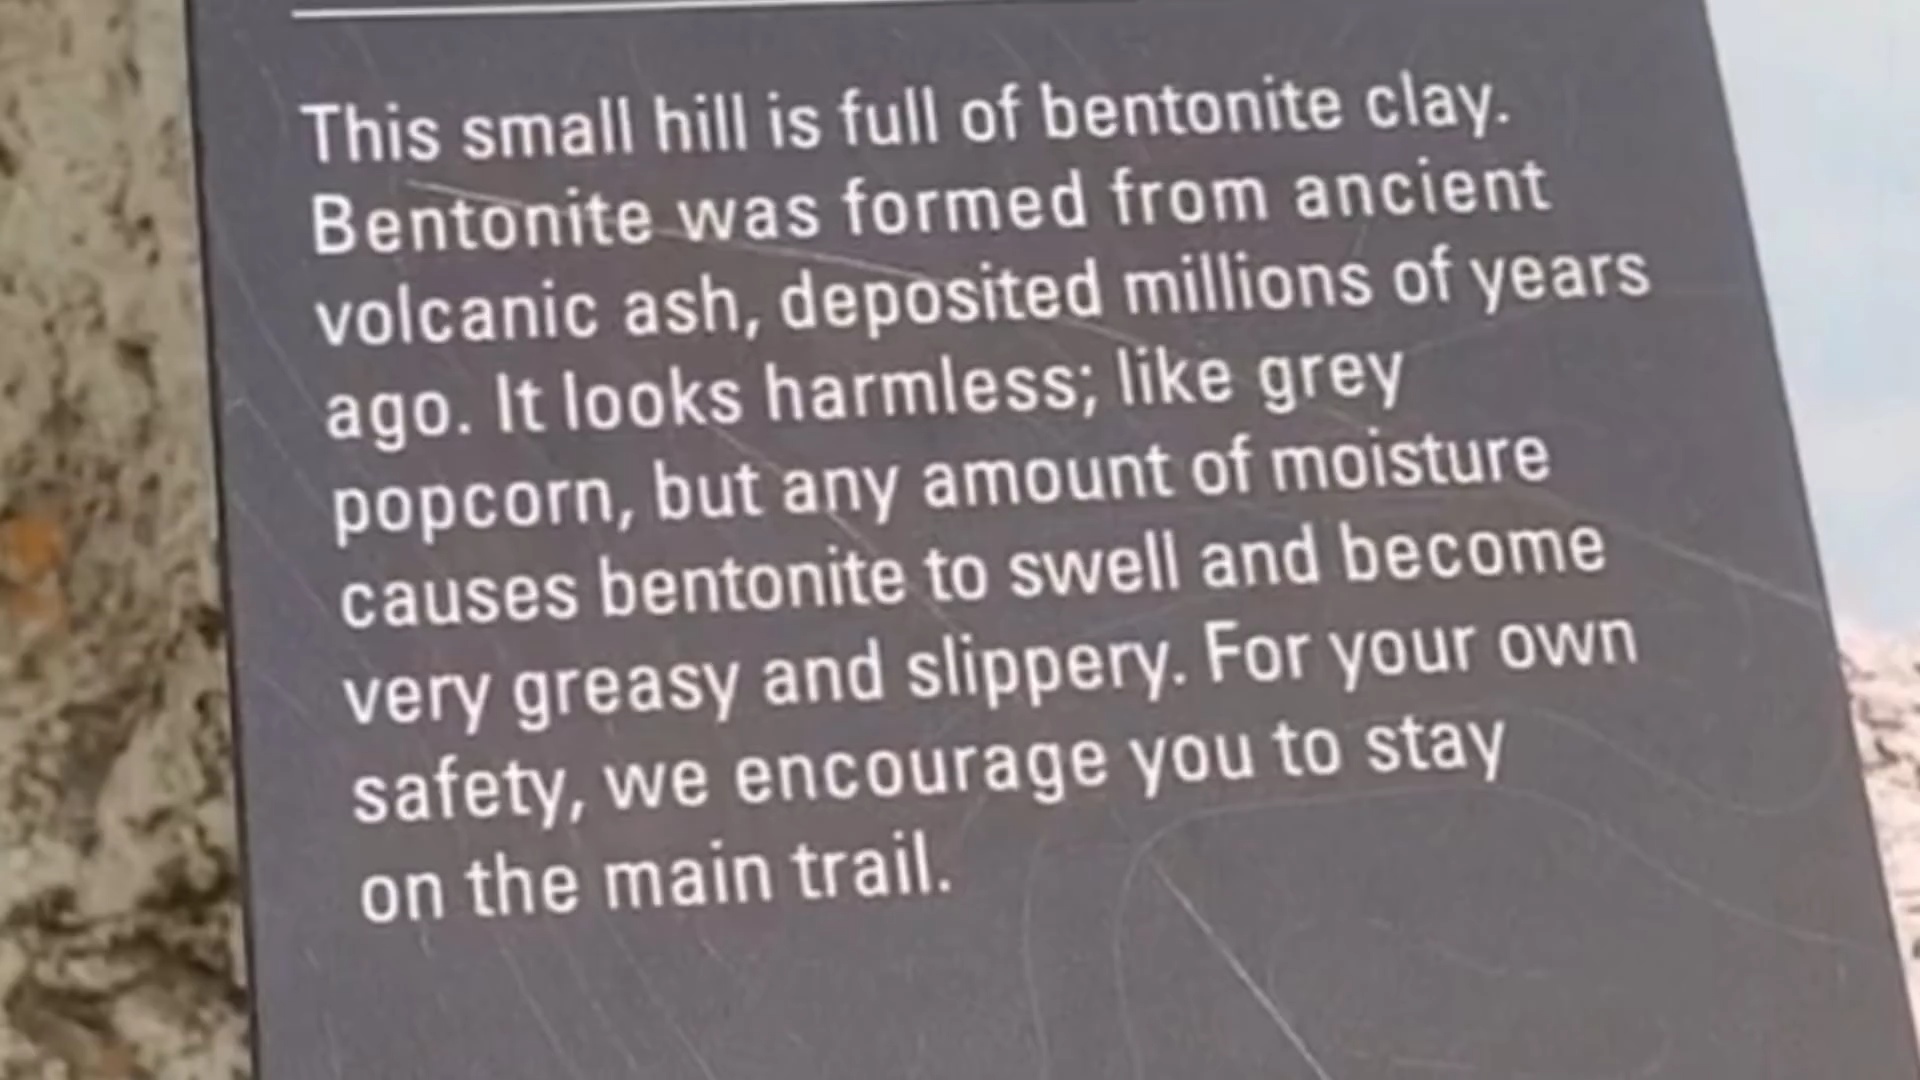 This small hill is full of bentonite clay.
Bentonite was formed from ancient
volcanic ash, deposited millions of years
ago. It looks harmless; like grey
popcorn, but any amount of moisture
causes bentonite to swell and become
very greasy and slippery. For your own
safety, we encourage you to stay
on the main trail.